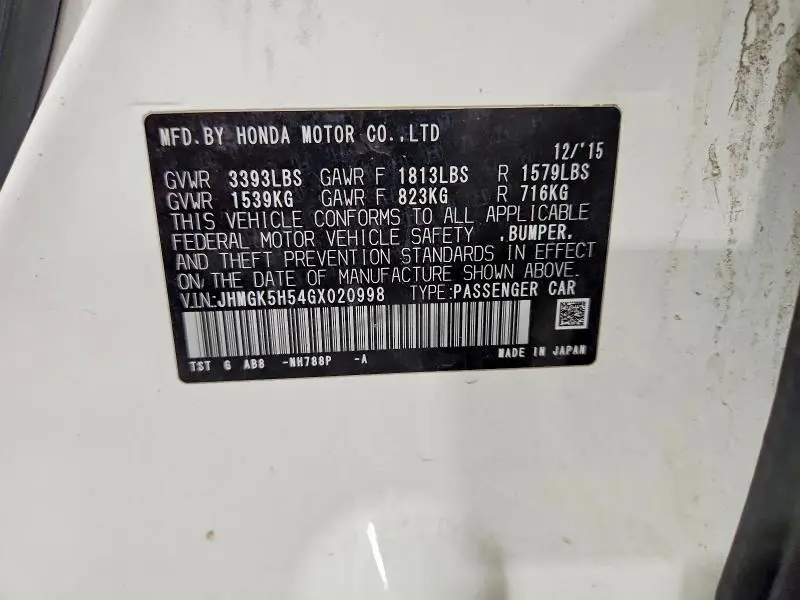 MFD. BY HONDA MOTOR CO.,LTD
12/'15
GVWR 3393LBS GAWR F 1813LBS R 1579LBS
GVWR 1539KG GAWR F 823KG R 716KG
THIS VEHICLE CONFORMS TO ALL APPLICABLE
FEDERAL MOTOR VEHICLE SAFETY ,BUMPER,
AND THEFT PREVENTION STANDARDS IN EFFECT
ON THE DATE OF MANUFACTURE SHOWN ABOVE.
V.I.N.:JHMGK5H54GX020998 TYPE:PASSENGER CAR
TST G AB8 -NH788P -A MADE IN JAPAN